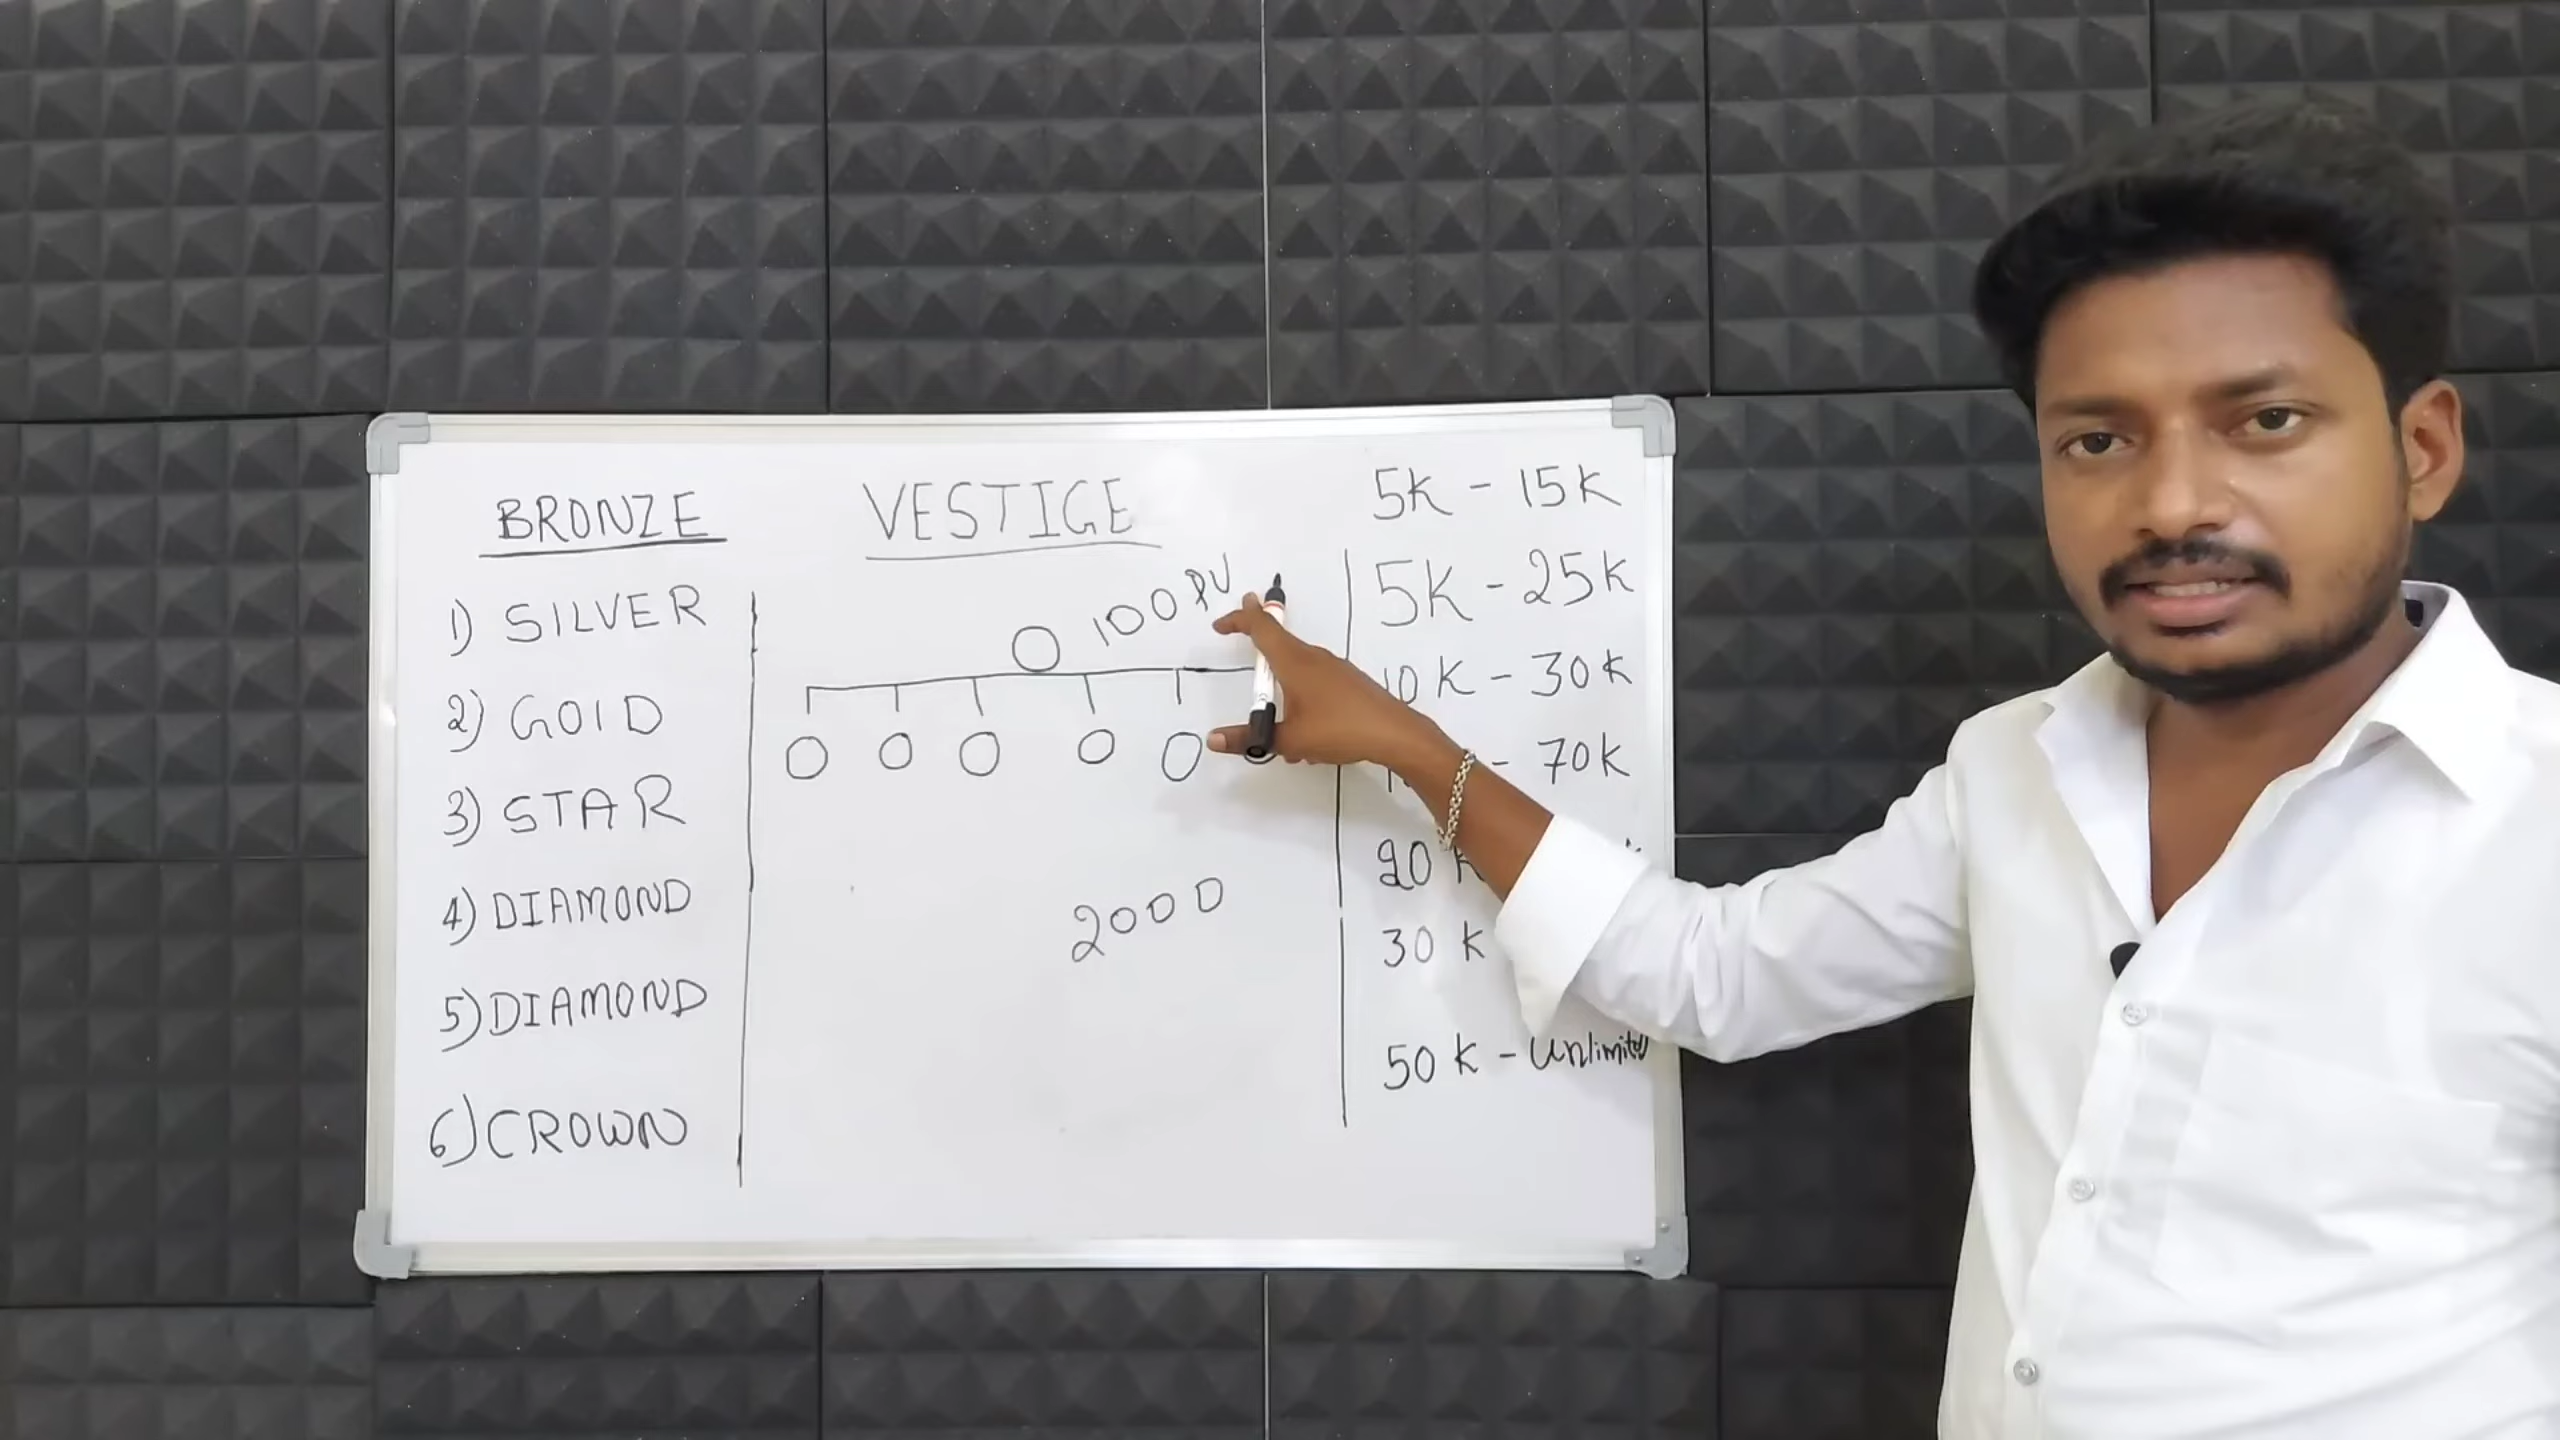 BRONZE
1) SILVER
2) GOID
3) STAR
4) DIAMOND
5) DIAMOND
6) CROWN
VESTIGE
100 PV
2000
5K - 15K
5K - 25K
10K - 30K
- 70K
20 K
30 K
50 K - Unlimited